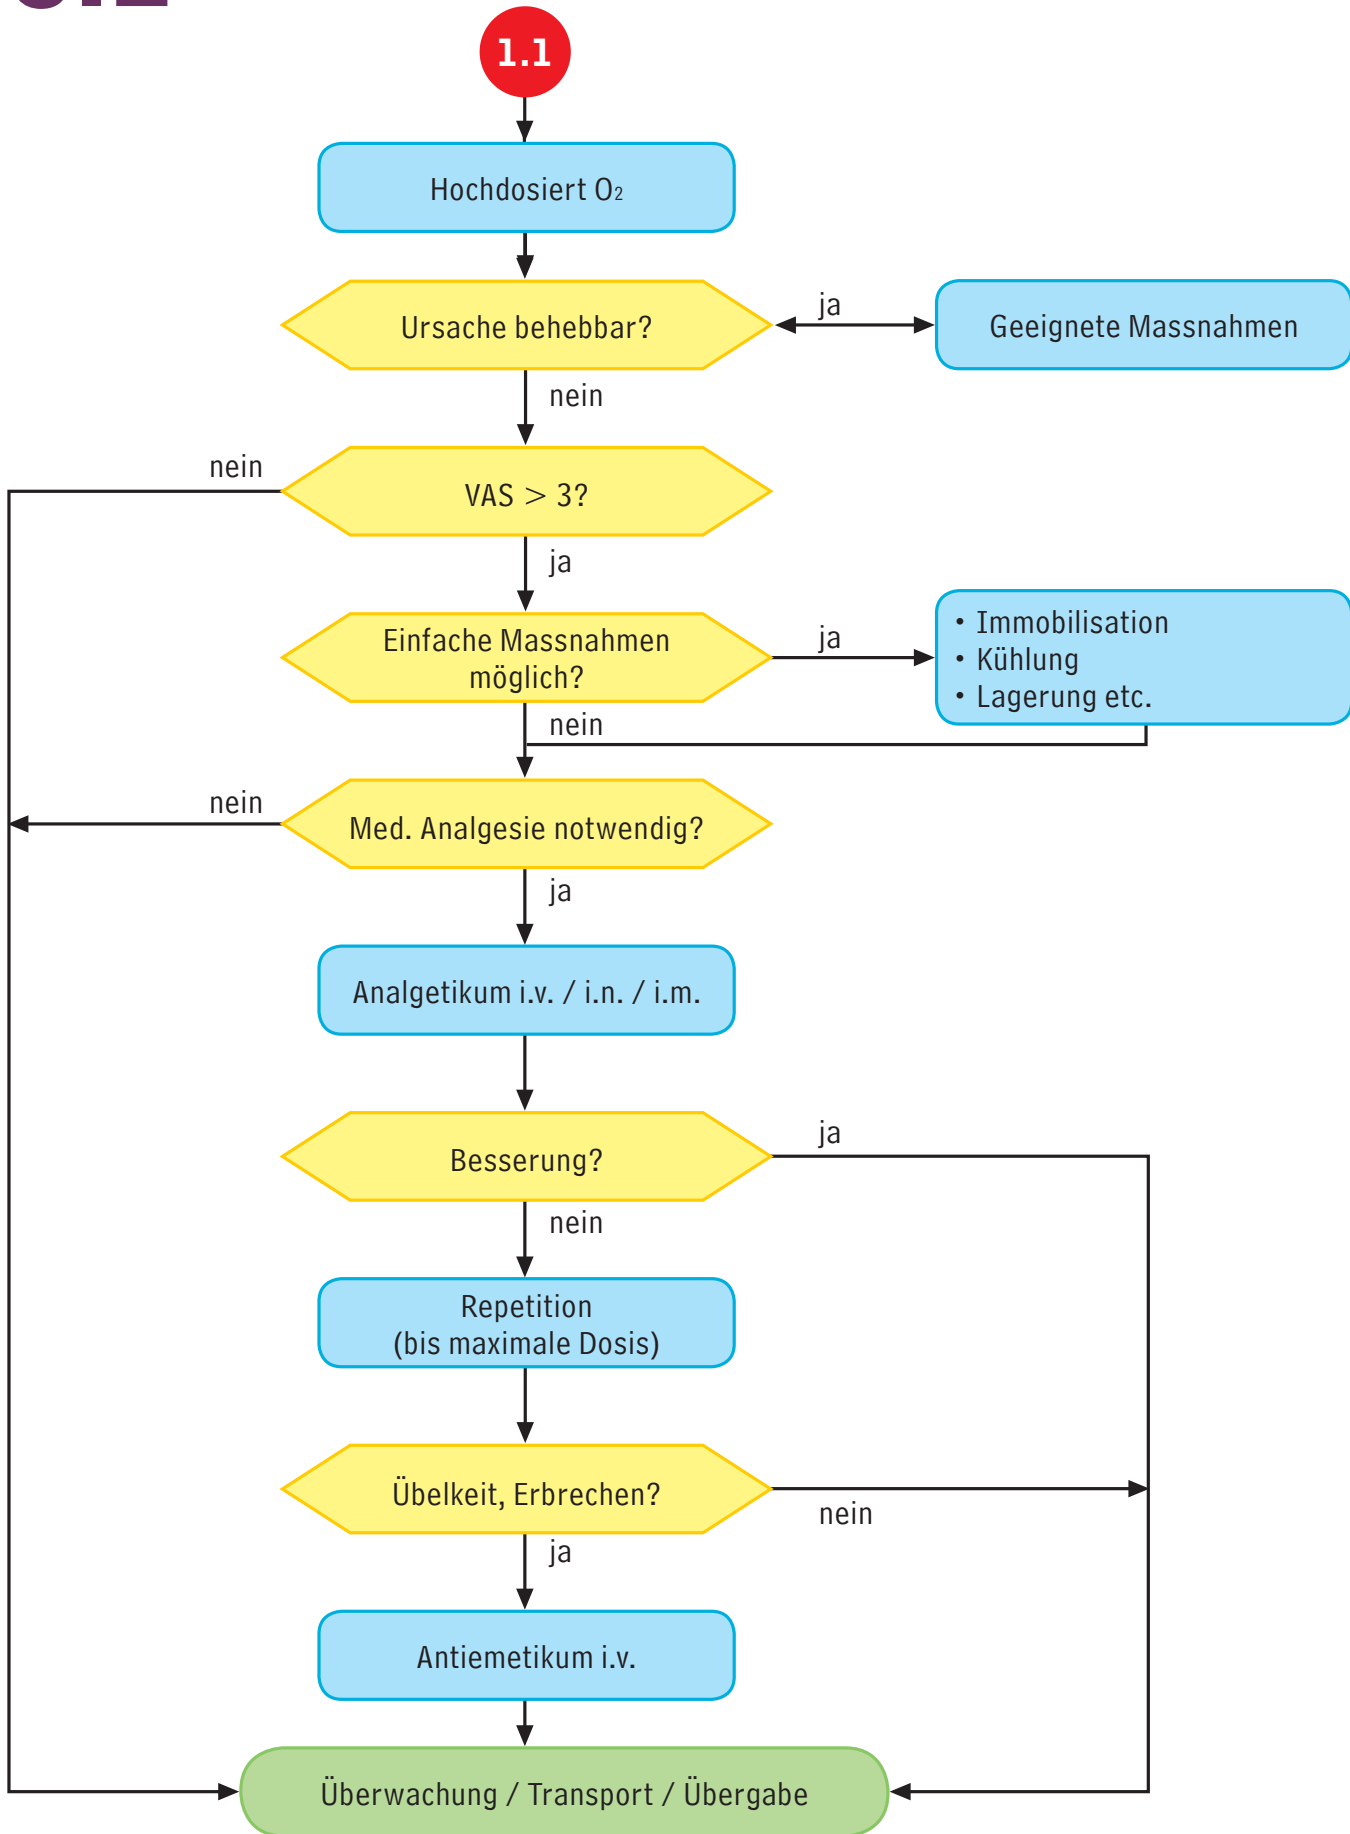 1.1
Hochdosiert O₂
Ursache behebbar?
ja
Geeignete Massnahmen
nein
nein
VAS > 3?
ja
Einfache Massnahmen
möglich?
ja
• Immobilisation
• Kühlung
• Lagerung etc.
nein
nein
Med. Analgesie notwendig?
ja
Analgetikum i.v. / i.n. / i.m.
Besserung?
ja
nein
Repetition
(bis maximale Dosis)
Übelkeit, Erbrechen?
nein
ja
Antiemetikum i.v.
Überwachung / Transport / Übergabe